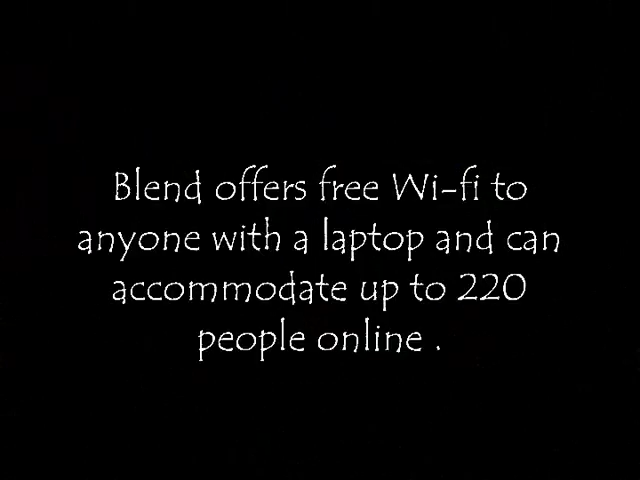 Blend offers free Wi-fi to
anyone with a laptop and can
accommodate up to 220
people online .